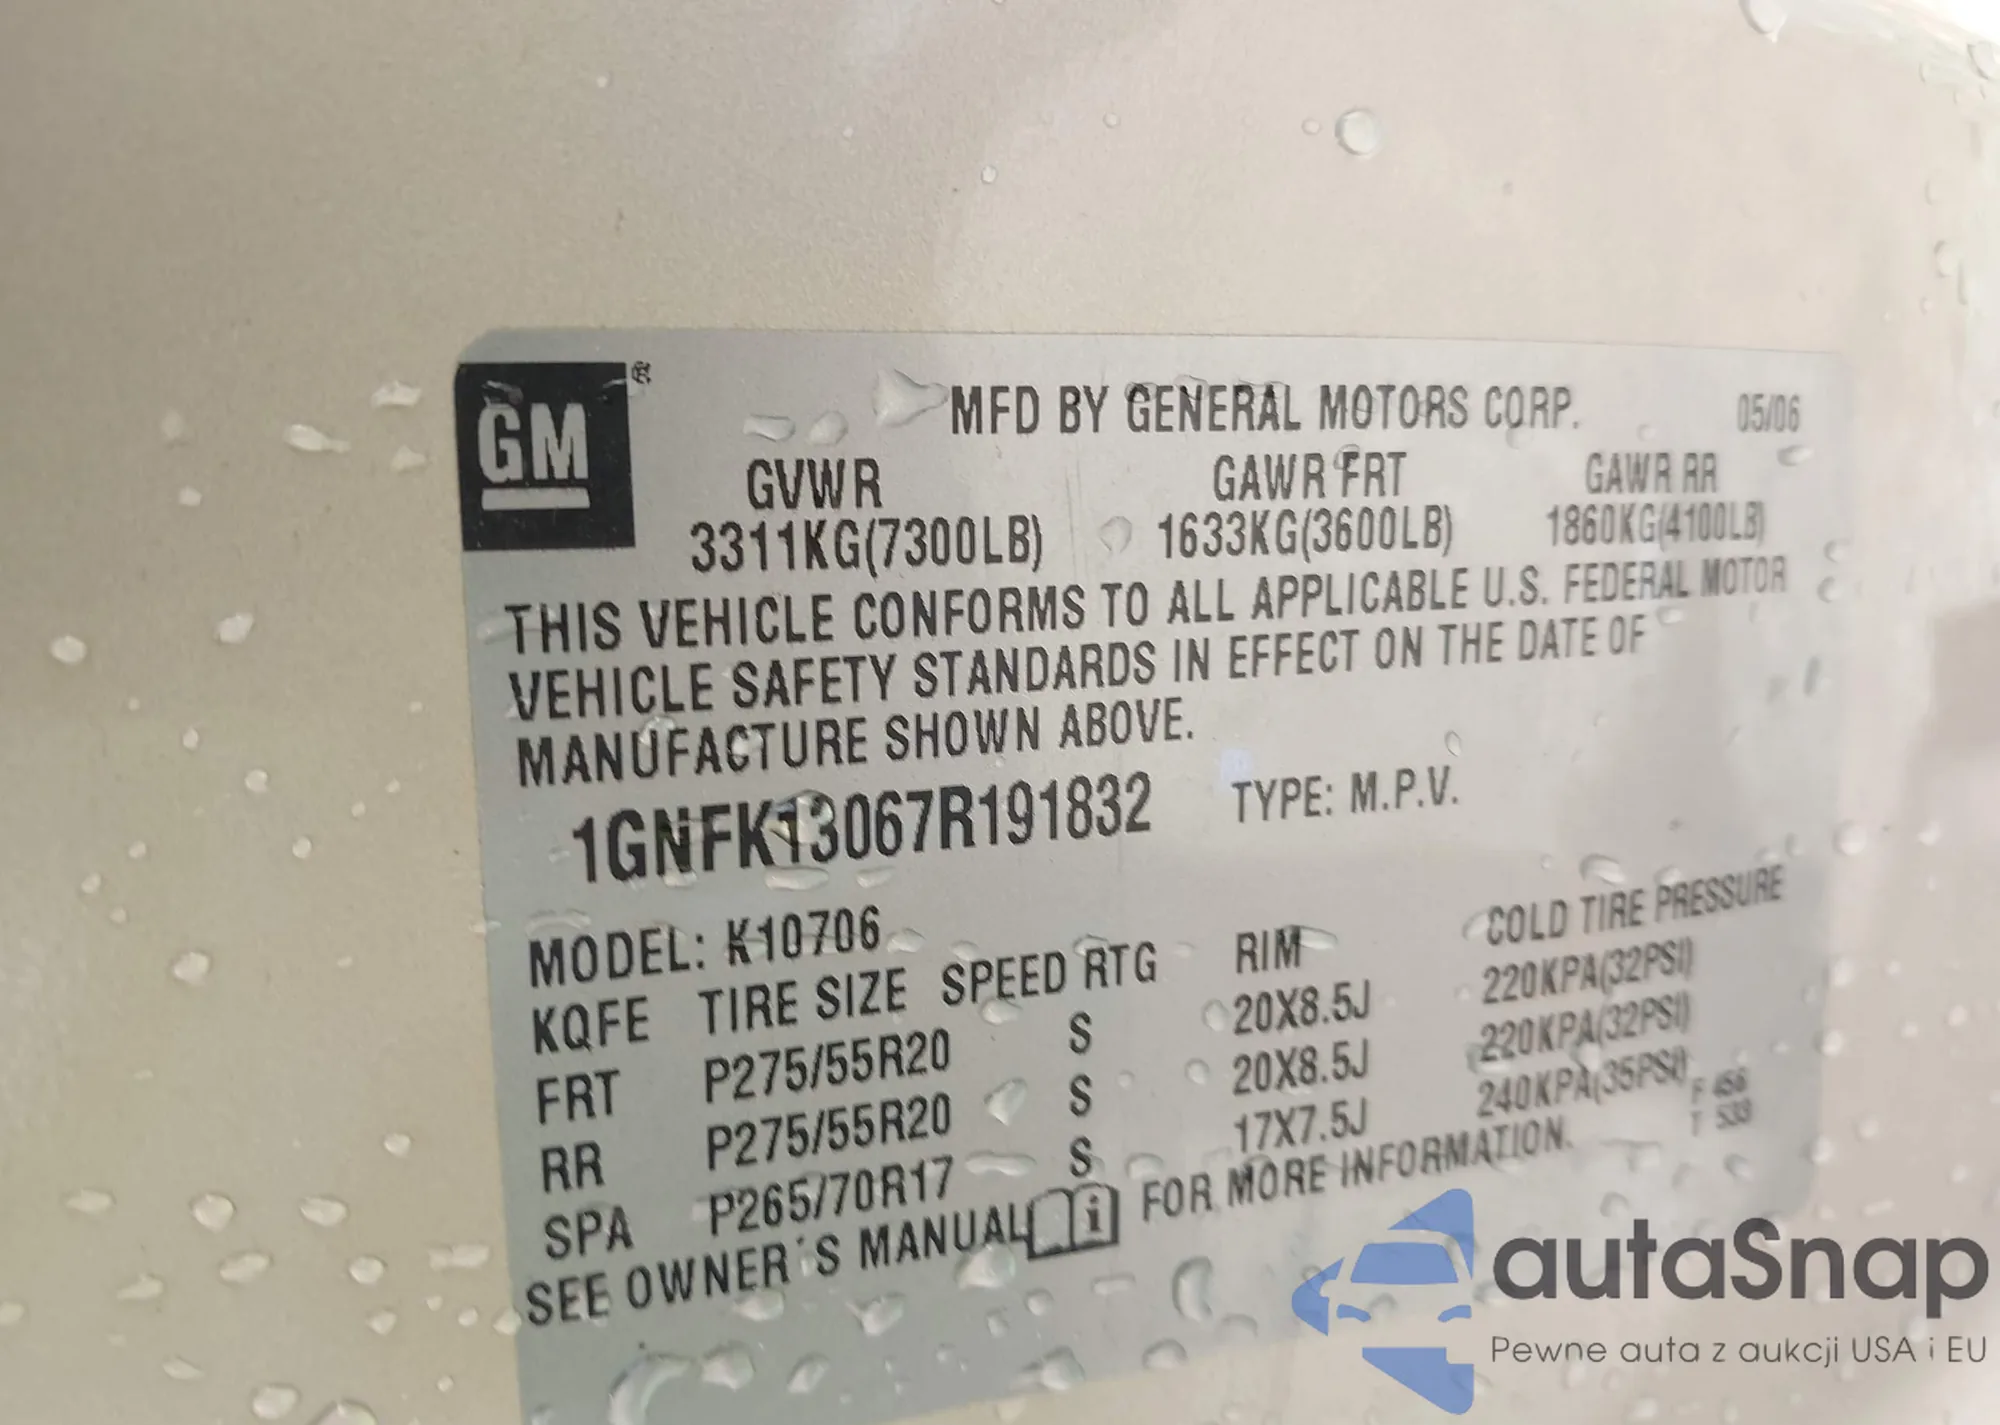 GM®
MFD BY GENERAL MOTORS CORP. 05/06
GVWR GAWR FRT GAWR RR
3311KG(7300LB) 1633KG(3600LB) 1860KG(4100LB)
THIS VEHICLE CONFORMS TO ALL APPLICABLE U.S. FEDERAL MOTOR
VEHICLE SAFETY STANDARDS IN EFFECT ON THE DATE OF
MANUFACTURE SHOWN ABOVE.
1GNFK13067R191832 TYPE: M.P.V.
MODEL: K10706
KQFE TIRE SIZE SPEED RTG RIM COLD TIRE PRESSURE
FRT P275/55R20 S 20X8.5J 220KPA(32PSI)
RR P275/55R20 S 20X8.5J 220KPA(32PSI)
SPA P265/70R17 S 17X7.5J 240KPA(35PSI)
F 456
T 533
SEE OWNER'S MANUAL i FOR MORE INFORMATION.
autaSnap
Pewne auta z aukcji USA i EU